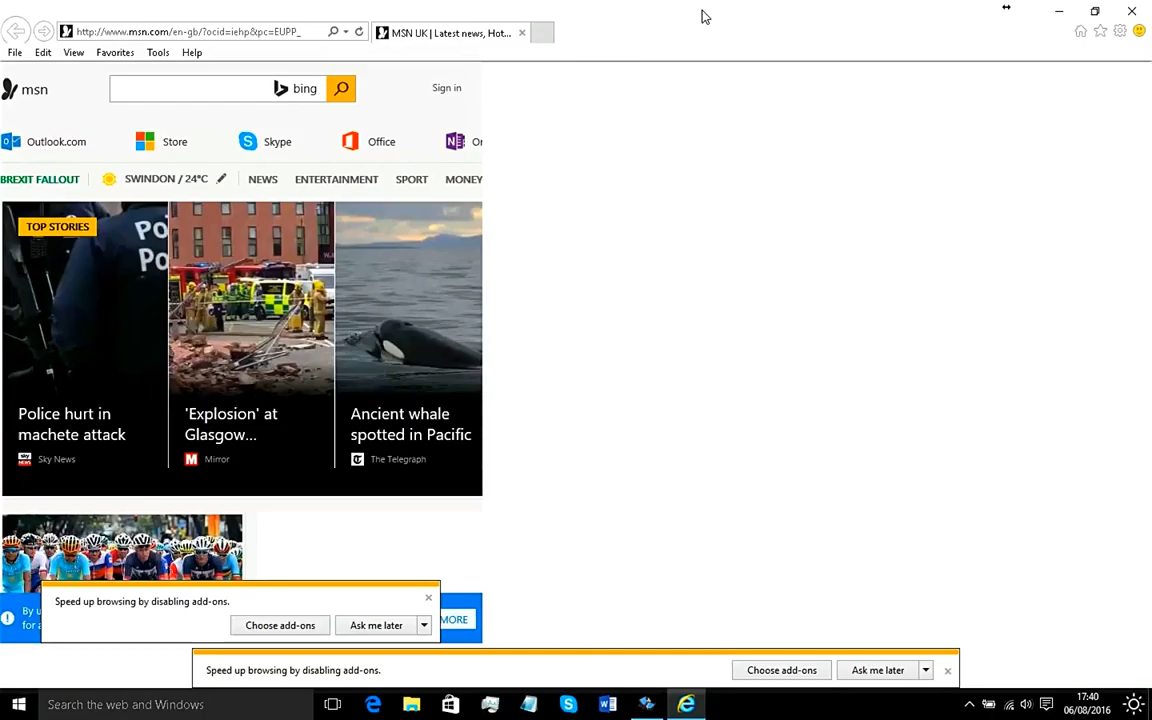 http://www.msn.com/en-gb/?ocid=iehp&pc=EUPP_
MSN UK | Latest news, Hot...
File Edit View Favorites Tools Help
msn
bing
Sign in
Outlook.com Store Skype Office
BREXIT FALLOUT SWINDON / 24°C NEWS ENTERTAINMENT SPORT MONEY
TOP STORIES
Po
Po
Police hurt in
machete attack
Sky News
'Explosion' at
Glasgow...
Mirror
Ancient whale
spotted in Pacific
The Telegraph
By u
for a
MORE
Speed up browsing by disabling add-ons.
Choose add-ons Ask me later
Speed up browsing by disabling add-ons.
Choose add-ons Ask me later
Search the web and Windows
17:40
06/08/2016